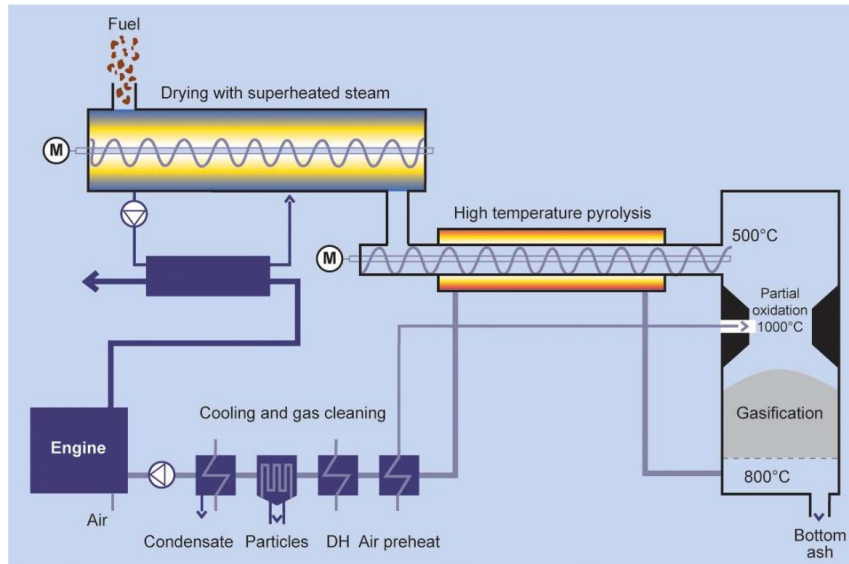 Fuel
Drying with superheated steam
M
High temperature pyrolysis
M
500°C
Partial
oxidation
1000°C
Cooling and gas cleaning
Gasification
Engine
800°C
Air
Condensate
Particles
DH
Air preheat
Bottom
ash